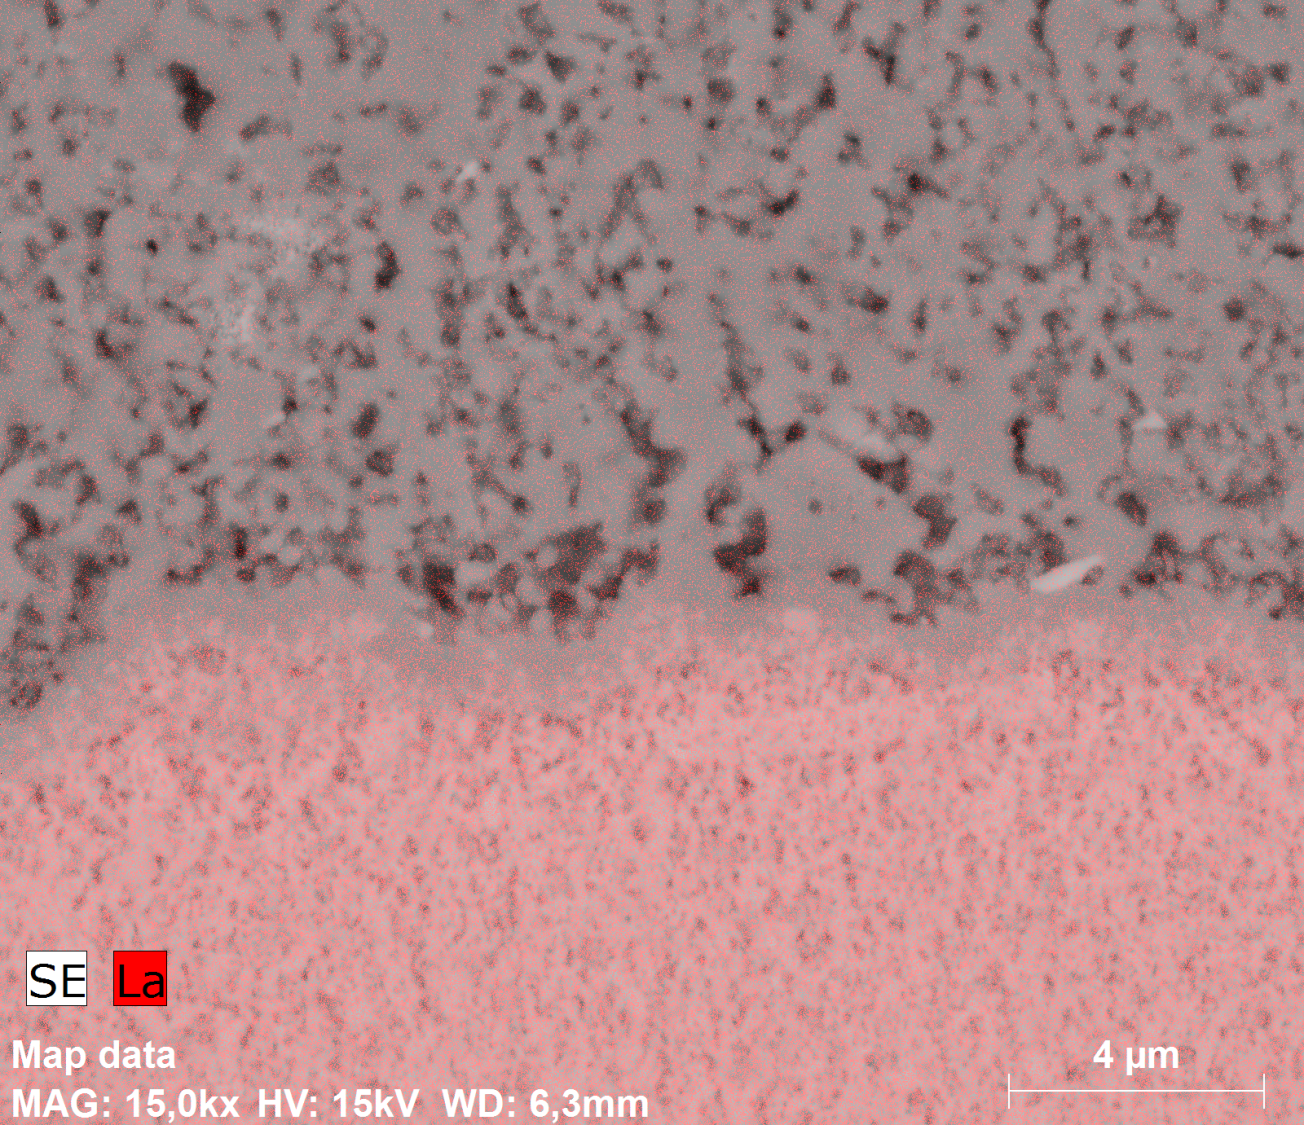 SE La
Map data
4 µm
MAG: 15,0kx HV: 15kV WD: 6,3mm